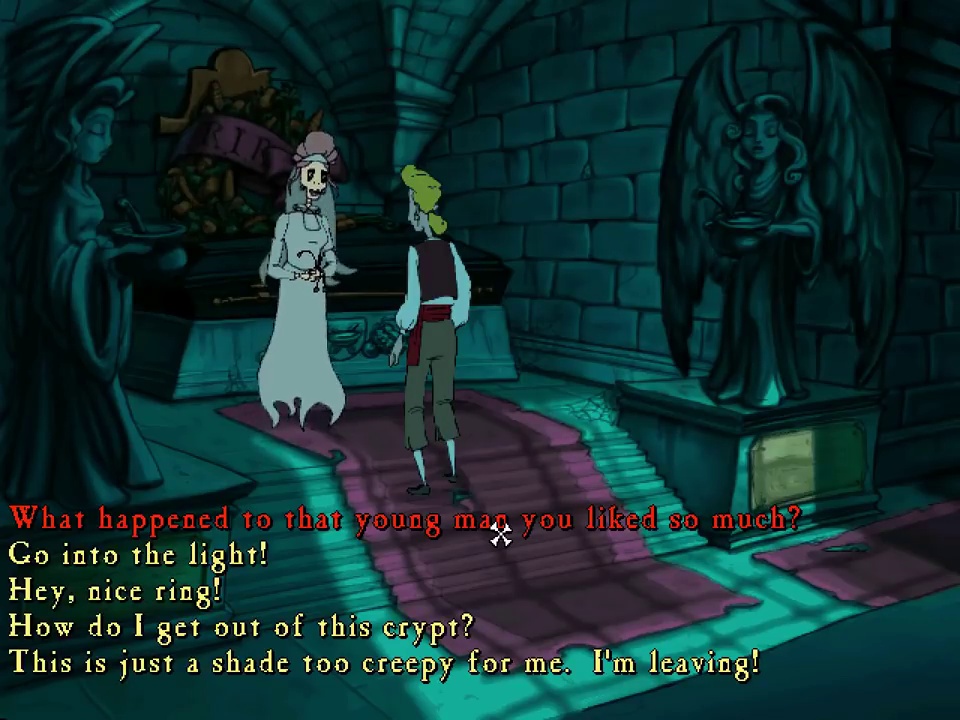 RIP
What happened to that young man you liked so much?
Go into the light!
Hey, nice ring!
How do I get out of this crypt?
This is just a shade too creepy for me. I'm leaving!